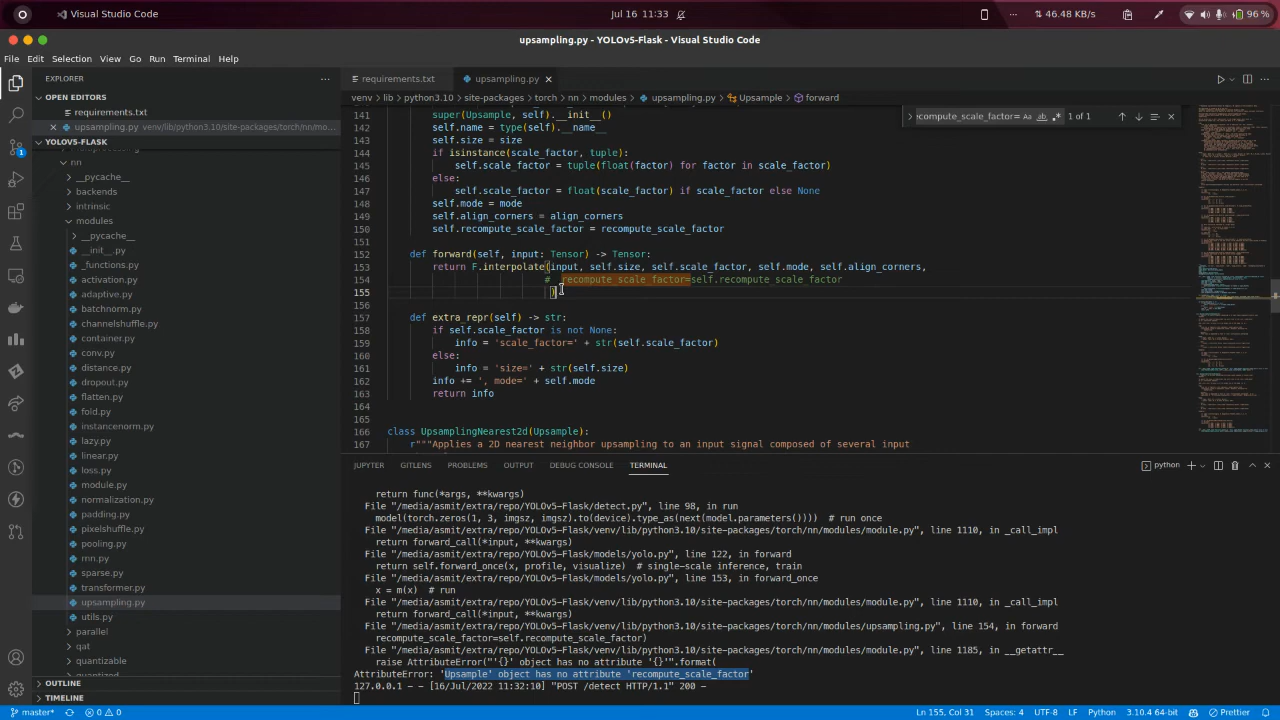 Visual Studio Code
Jul 16 11:33
46.48 KB/s
96 %
upsampling.py - YOLOv5-Flask - Visual Studio Code
File Edit Selection View Go Run Terminal Help
EXPLORER
requirements.txt
upsampling.py
OPEN EDITORS
venv > lib > python3.10 > site-packages > torch > nn > modules > upsampling.py > Upsample > forward
requirements.txt
upsampling.py venv/lib/python3.10/site-packages/torch/nn/mo...
YOLOV5-FLASK
nn
__pycache__
backends
intrinsic
modules
__pycache__
__init__.py
_functions.py
activation.py
adaptive.py
batchnorm.py
channelshuffle.py
container.py
conv.py
distance.py
dropout.py
flatten.py
fold.py
instancenorm.py
lazy.py
linear.py
loss.py
module.py
normalization.py
padding.py
pixelshuffle.py
pooling.py
rnn.py
sparse.py
transformer.py
upsampling.py
utils.py
parallel
qat
quantizable
quantized
OUTLINE
TIMELINE
ecompute_scale_factor= Aa ab .* 1 of 1
141 super(Upsample, self).__init__()
142 self.name = type(self).__name__
143 self.size = size
144 if isinstance(scale_factor, tuple):
145 self.scale_factor = tuple(float(factor) for factor in scale_factor)
146 else:
147 self.scale_factor = float(scale_factor) if scale_factor else None
148 self.mode = mode
149 self.align_corners = align_corners
150 self.recompute_scale_factor = recompute_scale_factor
151
152 def forward(self, input: Tensor) -> Tensor:
153 return F.interpolate(input, self.size, self.scale_factor, self.mode, self.align_corners,
154 # recompute_scale_factor=self.recompute_scale_factor
155 )
156
157 def extra_repr(self) -> str:
158 if self.scale_factor is not None:
159 info = 'scale_factor=' + str(self.scale_factor)
160 else:
161 info = 'size=' + str(self.size)
162 info += ', mode=' + self.mode
163 return info
164
165
166 class UpsamplingNearest2d(Upsample):
167 r"""Applies a 2D nearest neighbor upsampling to an input signal composed of several input
JUPYTER GITLENS PROBLEMS OUTPUT DEBUG CONSOLE TERMINAL
python
return func(*args, **kwargs)
File "/media/asmit/extra/repo/YOLOv5-Flask/detect.py", line 98, in run
model(torch.zeros(1, 3, imgsz, imgsz).to(device).type_as(next(model.parameters()))) # run once
File "/media/asmit/extra/repo/YOLOv5-Flask/venv/lib/python3.10/site-packages/torch/nn/modules/module.py", line 1110, in _call_impl
return forward_call(*input, **kwargs)
File "/media/asmit/extra/repo/YOLOv5-Flask/models/yolo.py", line 122, in forward
return self.forward_once(x, profile, visualize) # single-scale inference, train
File "/media/asmit/extra/repo/YOLOv5-Flask/models/yolo.py", line 153, in forward_once
x = m(x) # run
File "/media/asmit/extra/repo/YOLOv5-Flask/venv/lib/python3.10/site-packages/torch/nn/modules/module.py", line 1110, in _call_impl
return forward_call(*input, **kwargs)
File "/media/asmit/extra/repo/YOLOv5-Flask/venv/lib/python3.10/site-packages/torch/nn/modules/upsampling.py", line 154, in forward
recompute_scale_factor=self.recompute_scale_factor)
File "/media/asmit/extra/repo/YOLOv5-Flask/venv/lib/python3.10/site-packages/torch/nn/modules/module.py", line 1185, in __getattr__
raise AttributeError("'{}' object has no attribute '{}'".format(
AttributeError: 'Upsample' object has no attribute 'recompute_scale_factor'
127.0.0.1 - - [16/Jul/2022 11:32:10] "POST /detect HTTP/1.1" 200 -
1
64 master*
0 0
Ln 155, Col 31 Spaces: 4 UTF-8 LF Python 3.10.4 64-bit Prettier